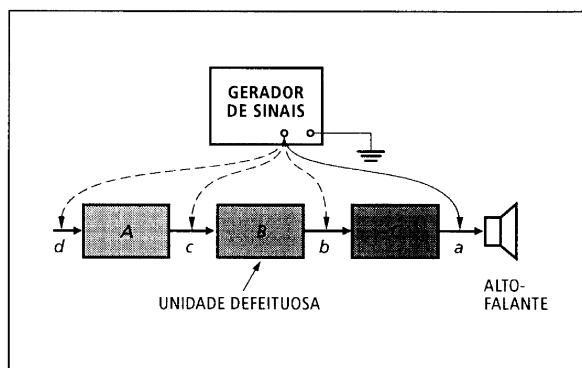 GERADOR
DE SINAIS
A
B
d
c
b
a
UNIDADE DEFEITUOSA
ALTO-
FALANTE